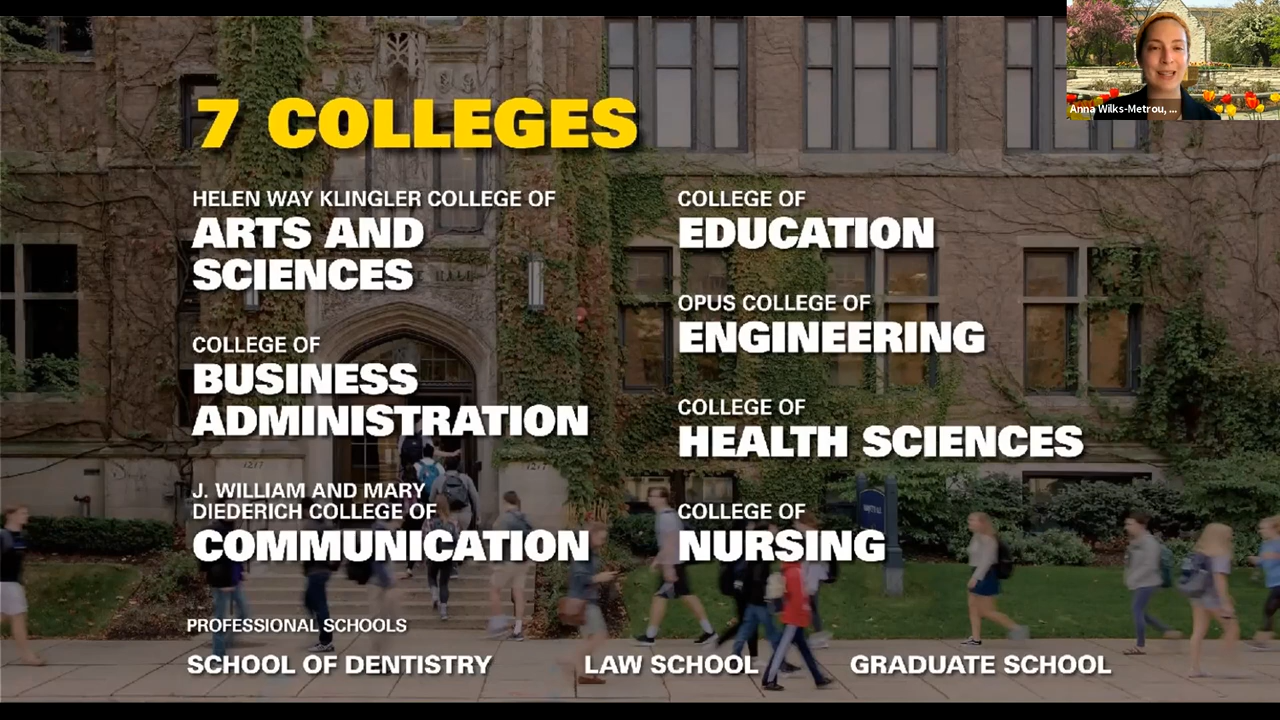 7 COLLEGES
HELEN WAY KLINGLER COLLEGE OF
ARTS AND
SCIENCES
COLLEGE OF
BUSINESS
ADMINISTRATION
J. WILLIAM AND MARY
DIEDERICH COLLEGE OF
COMMUNICATION
COLLEGE OF
EDUCATION
OPUS COLLEGE OF
ENGINEERING
COLLEGE OF
HEALTH SCIENCES
COLLEGE OF
NURSING
PROFESSIONAL SCHOOLS
SCHOOL OF DENTISTRY
LAW SCHOOL
GRADUATE SCHOOL
Anna Wilks-Metrou, ...
1217
1217